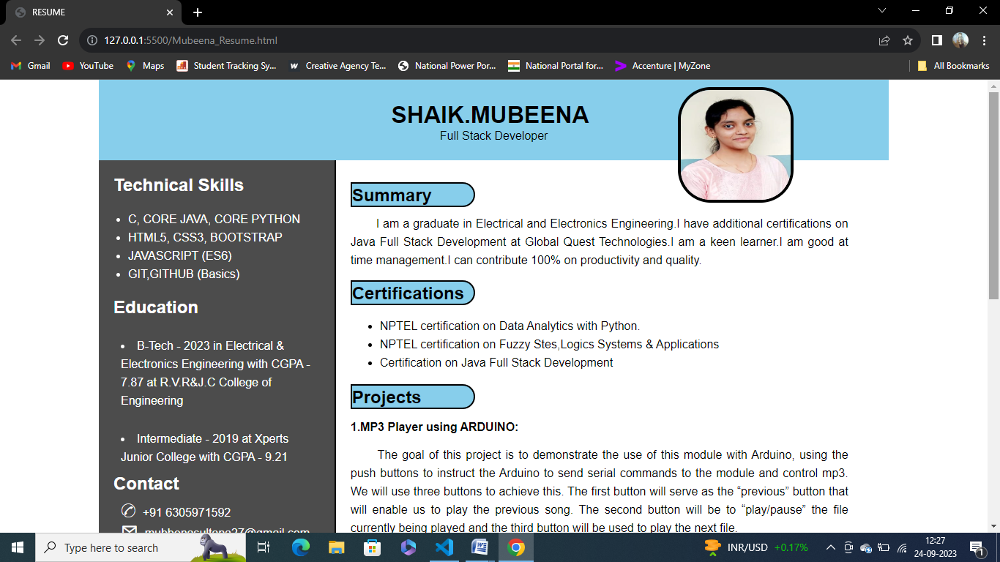 RESUME
127.0.0.1:5500/Mubeena_Resume.html
Gmail
YouTube
Maps
Student Tracking Sy...
Creative Agency Te...
National Power Por...
National Portal for...
Accenture | MyZone
All Bookmarks
SHAIK.MUBEENA
Full Stack Developer
Technical Skills
• C, CORE JAVA, CORE PYTHON
• HTML5, CSS3, BOOTSTRAP
• JAVASCRIPT (ES6)
• GIT,GITHUB (Basics)
Education
• B-Tech - 2023 in Electrical &
Electronics Engineering with CGPA -
7.87 at R.V.R&J.C College of
Engineering
• Intermediate - 2019 at Xperts
Junior College with CGPA - 9.21
Contact
+91 6305971592
Summary
I am a graduate in Electrical and Electronics Engineering.I have additional certifications on
Java Full Stack Development at Global Quest Technologies.I am a keen learner.I am good at
time management.I can contribute 100% on productivity and quality.
Certifications
• NPTEL certification on Data Analytics with Python.
• NPTEL certification on Fuzzy Stes,Logics Systems & Applications
• Certification on Java Full Stack Development
Projects
1.MP3 Player using ARDUINO:
The goal of this project is to demonstrate the use of this module with Arduino, using the
push buttons to instruct the Arduino to send serial commands to the module and control mp3.
We will use three buttons to achieve this. The first button will serve as the “previous” button that
will enable us to play the previous song. The second button will be to “play/pause” the file
currently being played and the third button will be used to play the next file.
Type here to search
INR/USD +0.17%
12:27
24-09-2023
1